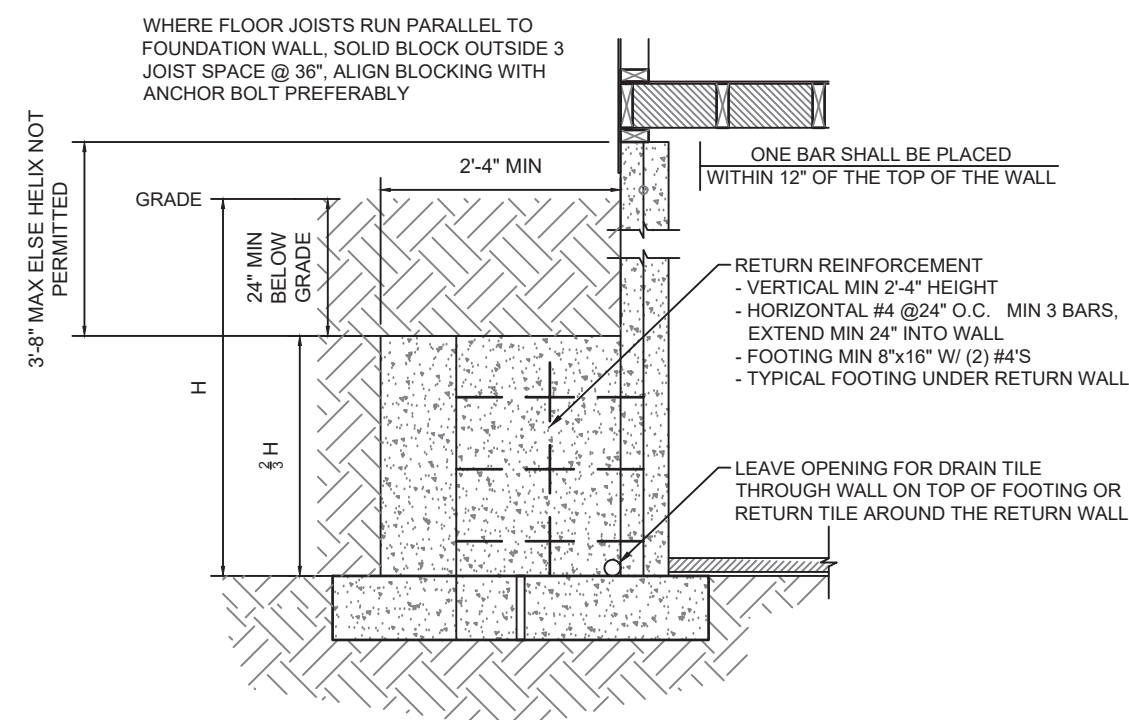 WHERE FLOOR JOISTS RUN PARALLEL TO
FOUNDATION WALL, SOLID BLOCK OUTSIDE 3
JOIST SPACE @ 36", ALIGN BLOCKING WITH
ANCHOR BOLT PREFERABLY
3'-8" MAX ELSE HELIX NOT
PERMITTED
GRADE
2'-4" MIN
24" MIN
BELOW
GRADE
H
2/3 H
ONE BAR SHALL BE PLACED
WITHIN 12" OF THE TOP OF THE WALL
RETURN REINFORCEMENT
- VERTICAL MIN 2'-4" HEIGHT
- HORIZONTAL #4 @24" O.C. MIN 3 BARS,
EXTEND MIN 24" INTO WALL
- FOOTING MIN 8"x16" W/ (2) #4'S
- TYPICAL FOOTING UNDER RETURN WALL
LEAVE OPENING FOR DRAIN TILE
THROUGH WALL ON TOP OF FOOTING OR
RETURN TILE AROUND THE RETURN WALL